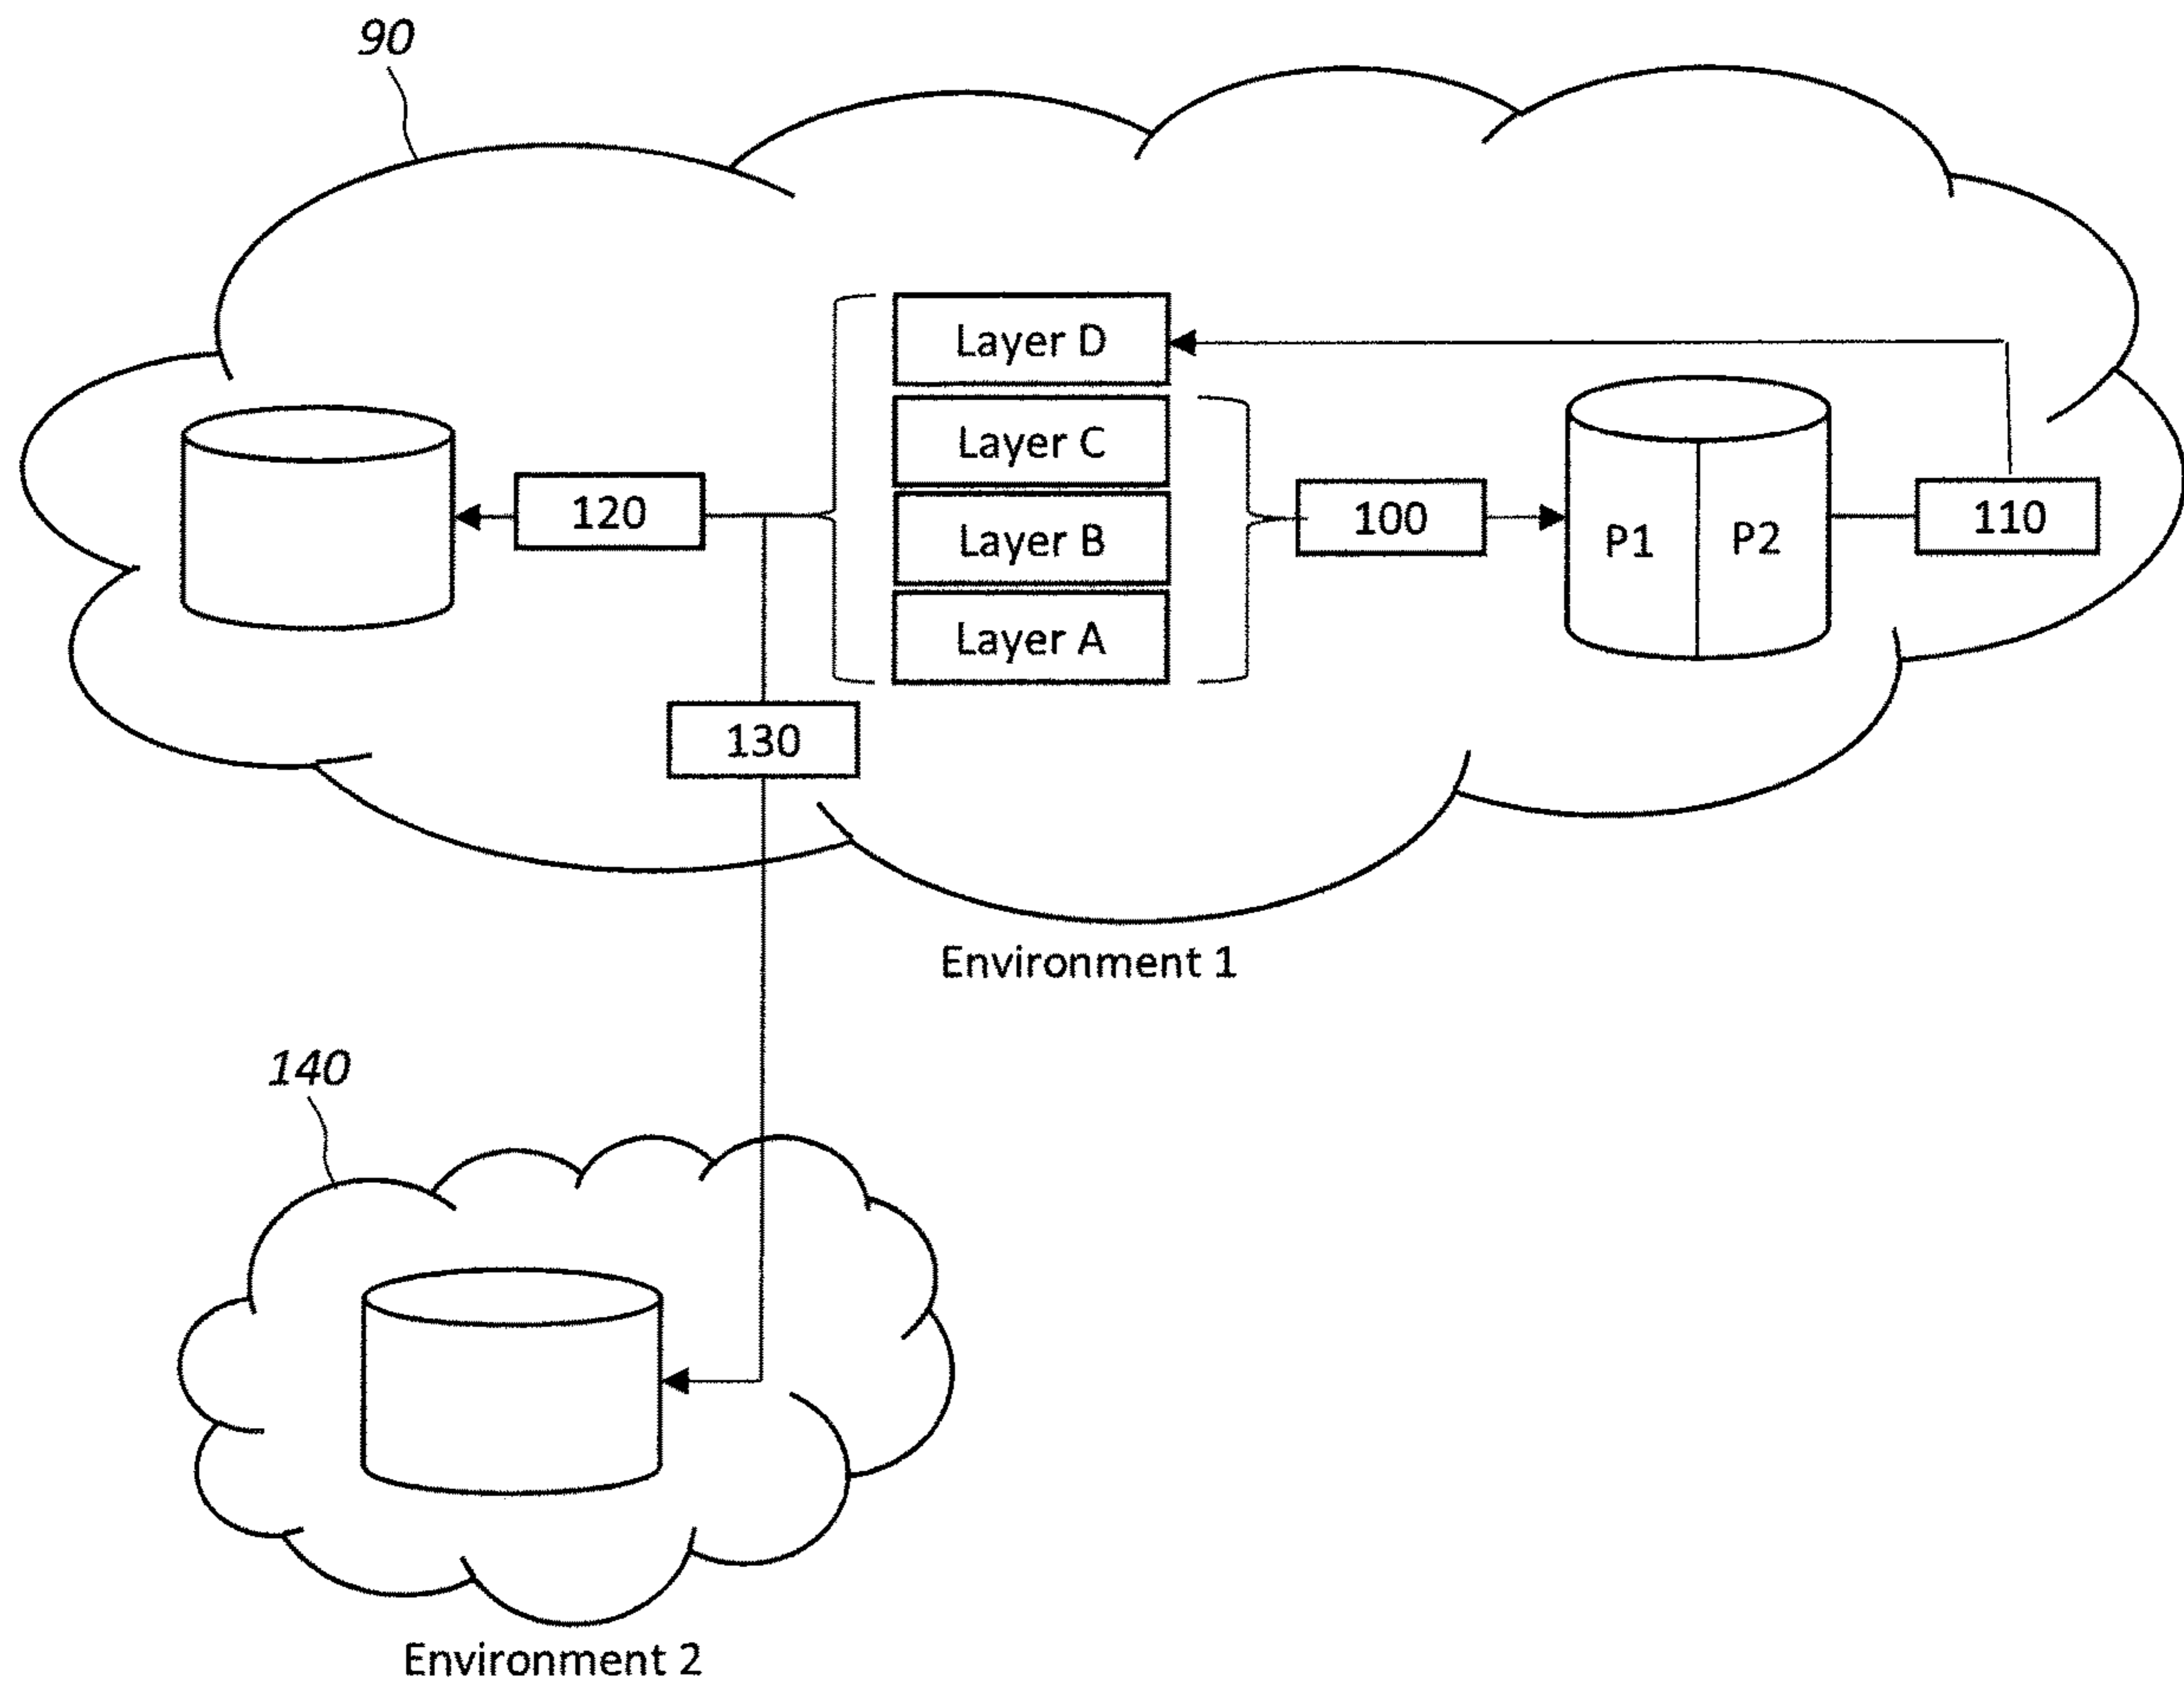 90
Layer D
Layer C
Layer B
Layer A
120
100
P1
P2
110
130
Environment 1
140
Environment 2